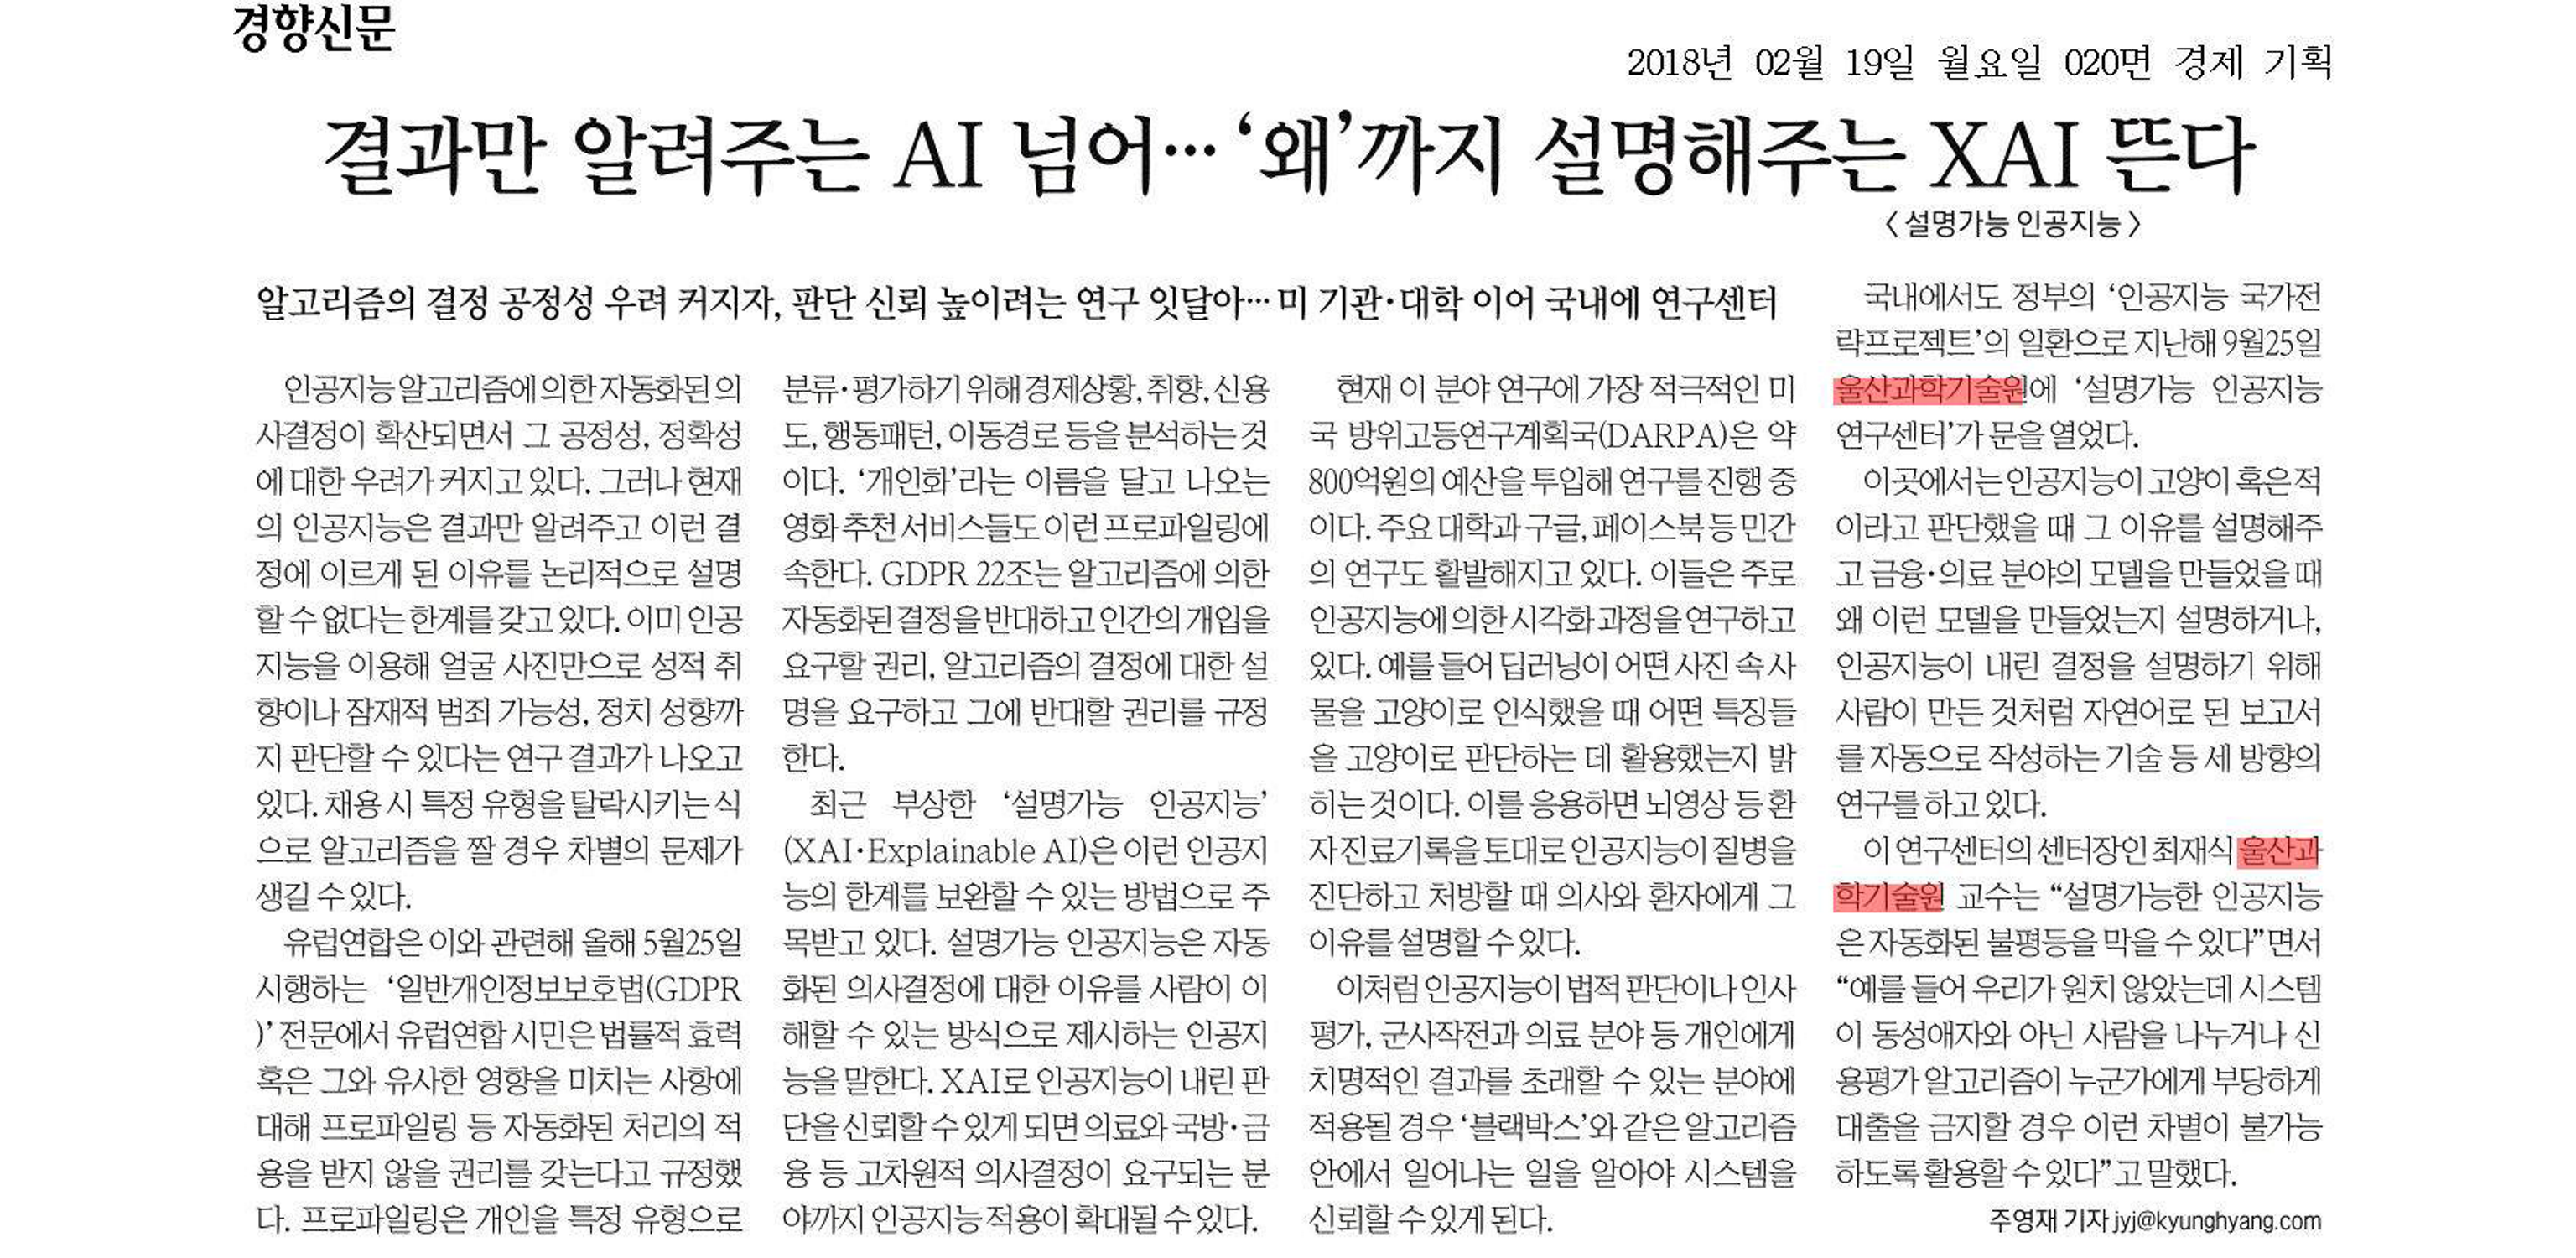 경향신문
2018년 02월 19일 월요일 020면 경제 기획
결과만 알려주는 AI 넘어…‘왜’까지 설명해주는 XAI 뜬다
〈설명가능 인공지능〉
알고리즘의 결정 공정성 우려 커지자, 판단 신뢰 높이려는 연구 잇달아… 미 기관·대학 이어 국내에 연구센터
인공지능 알고리즘에 의한 자동화된 의
사결정이 확산되면서 그 공정성, 정확성
에 대한 우려가 커지고 있다. 그러나 현재
의 인공지능은 결과만 알려주고 이런 결
정에 이르게 된 이유를 논리적으로 설명
할 수 없다는 한계를 갖고 있다. 이미 인공
지능을 이용해 얼굴 사진만으로 성적 취
향이나 잠재적 범죄 가능성, 정치 성향까
지 판단할 수 있다는 연구 결과가 나오고
있다. 채용 시 특정 유형을 탈락시키는 식
으로 알고리즘을 짤 경우 차별의 문제가
생길 수 있다.
유럽연합은 이와 관련해 올해 5월25일
시행하는 ‘일반개인정보보호법(GDPR
)’ 전문에서 유럽연합 시민은 법률적 효력
혹은 그와 유사한 영향을 미치는 사항에
대해 프로파일링 등 자동화된 처리의 적
용을 받지 않을 권리를 갖는다고 규정했
다. 프로파일링은 개인을 특정 유형으로
분류·평가하기 위해 경제상황, 취향, 신용
도, 행동패턴, 이동경로 등을 분석하는 것
이다. ‘개인화’라는 이름을 달고 나오는
영화 추천 서비스들도 이런 프로파일링에
속한다. GDPR 22조는 알고리즘에 의한
자동화된 결정을 반대하고 인간의 개입을
요구할 권리, 알고리즘의 결정에 대한 설
명을 요구하고 그에 반대할 권리를 규정
한다.
최근 부상한 ‘설명가능 인공지능’
(XAI·Explainable AI)은 이런 인공지
능의 한계를 보완할 수 있는 방법으로 주
목받고 있다. 설명가능 인공지능은 자동
화된 의사결정에 대한 이유를 사람이 이
해할 수 있는 방식으로 제시하는 인공지
능을 말한다. XAI로 인공지능이 내린 판
단을 신뢰할 수 있게 되면 의료와 국방·금
융 등 고차원적 의사결정이 요구되는 분
야까지 인공지능 적용이 확대될 수 있다.
현재 이 분야 연구에 가장 적극적인 미
국 방위고등연구계획국(DARPA)은 약
800억원의 예산을 투입해 연구를 진행 중
이다. 주요 대학과 구글, 페이스북 등 민간
의 연구도 활발해지고 있다. 이들은 주로
인공지능에 의한 시각화 과정을 연구하고
있다. 예를 들어 딥러닝이 어떤 사진 속 사
물을 고양이로 인식했을 때 어떤 특징들
을 고양이로 판단하는 데 활용했는지 밝
히는 것이다. 이를 응용하면 뇌영상 등 환
자 진료기록을 토대로 인공지능이 질병을
진단하고 처방할 때 의사와 환자에게 그
이유를 설명할 수 있다.
이처럼 인공지능이 법적 판단이나 인사
평가, 군사작전과 의료 분야 등 개인에게
치명적인 결과를 초래할 수 있는 분야에
적용될 경우 ‘블랙박스’와 같은 알고리즘
안에서 일어나는 일을 알아야 시스템을
신뢰할 수 있게 된다.
국내에서도 정부의 ‘인공지능 국가전
략프로젝트’의 일환으로 지난해 9월25일
울산과학기술원에 ‘설명가능 인공지능
연구센터’가 문을 열었다.
이곳에서는 인공지능이 고양이 혹은 적
이라고 판단했을 때 그 이유를 설명해주
고 금융·의료 분야의 모델을 만들었을 때
왜 이런 모델을 만들었는지 설명하거나,
인공지능이 내린 결정을 설명하기 위해
사람이 만든 것처럼 자연어로 된 보고서
를 자동으로 작성하는 기술 등 세 방향의
연구를 하고 있다.
이 연구센터의 센터장인 최재식 울산과
학기술원 교수는 “설명가능한 인공지능
은 자동화된 불평등을 막을 수 있다”면서
“예를 들어 우리가 원치 않았는데 시스템
이 동성애자와 아닌 사람을 나누거나 신
용평가 알고리즘이 누군가에게 부당하게
대출을 금지할 경우 이런 차별이 불가능
하도록 활용할 수 있다”고 말했다.
주영재 기자 jyj@kyunghyang.com